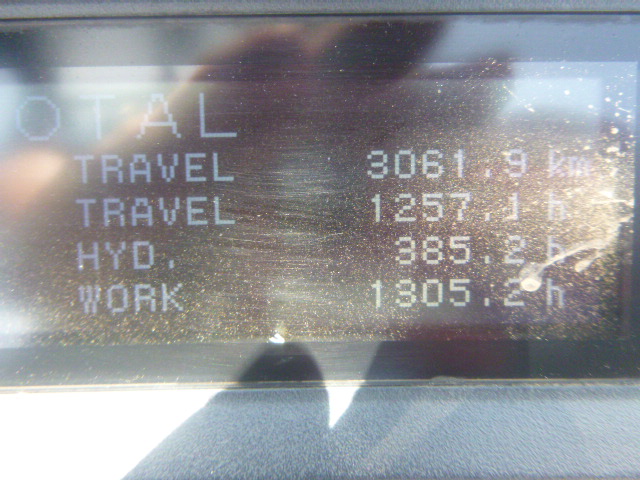 OTAL
TRAVEL 3061.9 km
TRAVEL 1257.1 h
HYD. 385.2 h
WORK 1305.2 h